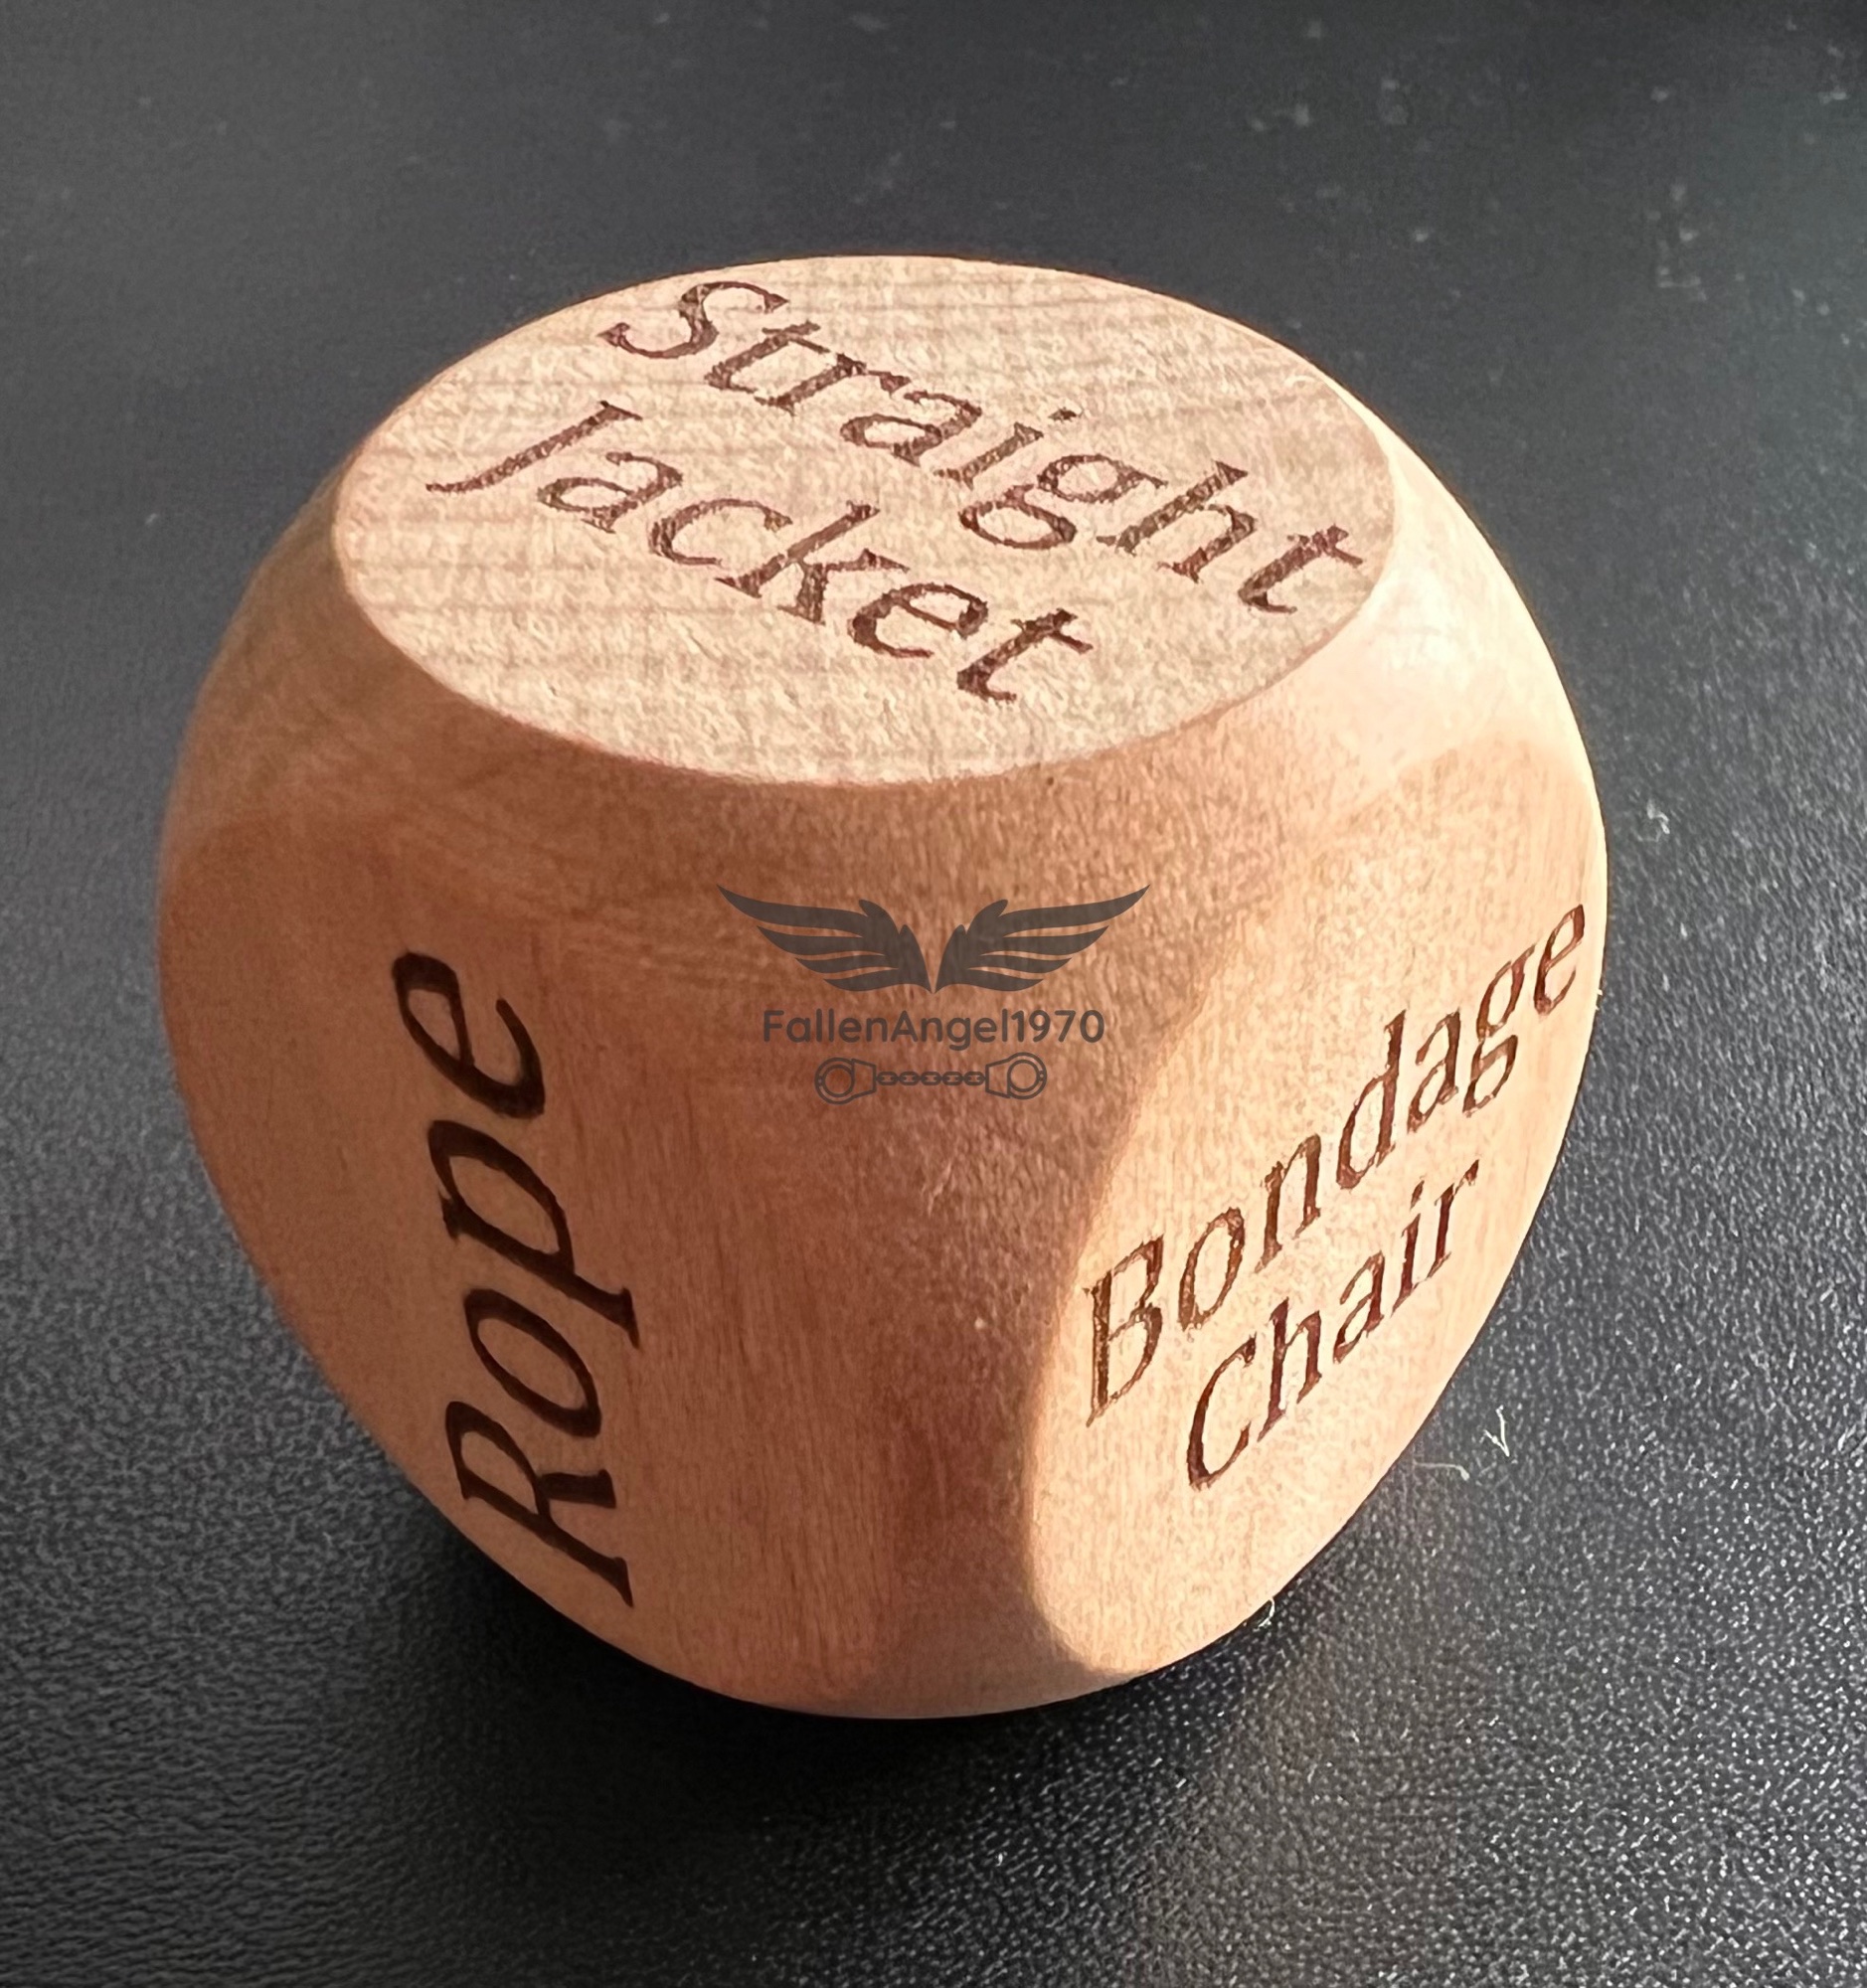 Straight
Jacket
FallenAngel1970
Rope
Bondage
Chair